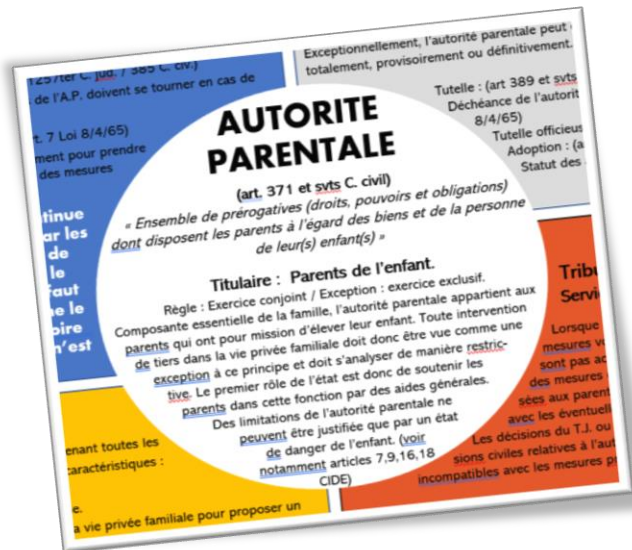 1257ter C. jud. / 385 C. civ.)
de l'A.P. doivent se tourner en cas de
t. 7 Loi 8/4/65)
ment pour prendre
des mesures
tinue
ar les
de
le
faut
ne le
oire
n'est
Exceptionnellement, l'autorité parentale peut
totalement, provisoirement ou définitivement.
Tutelle : (art 389 et svts
Déchéance de l'autorit
8/4/65)
Tutelle officieus
Adoption : (a
Statut des
AUTORITE
PARENTALE
(art. 371 et svts C. civil)
« Ensemble de prérogatives (droits, pouvoirs et obligations)
dont disposent les parents à l'égard des biens et de la personne
de leur(s) enfant(s) »
Titulaire : Parents de l'enfant.
Règle : Exercice conjoint / Exception : exercice exclusif.
Composante essentielle de la famille, l'autorité parentale appartient aux
parents qui ont pour mission d'élever leur enfant. Toute intervention
de tiers dans la vie privée familiale doit donc être vue comme une
exception à ce principe et doit s'analyser de manière restric-
tive. Le premier rôle de l'état est donc de soutenir les
parents dans cette fonction par des aides générales.
Des limitations de l'autorité parentale ne
peuvent être justifiée que par un état
de danger de l'enfant. (voir
notamment articles 7,9,16,18
CIDE)
enant toutes les
caractéristiques :
e.
a vie privée familiale pour proposer un
Tribu
Servi
Lorsque
mesures v
sont pas ac
des mesures
sées aux parent
avec les éventuell
Les décisions du T.J. ou
sions civiles relatives à l'aut
incompatibles avec les mesures p